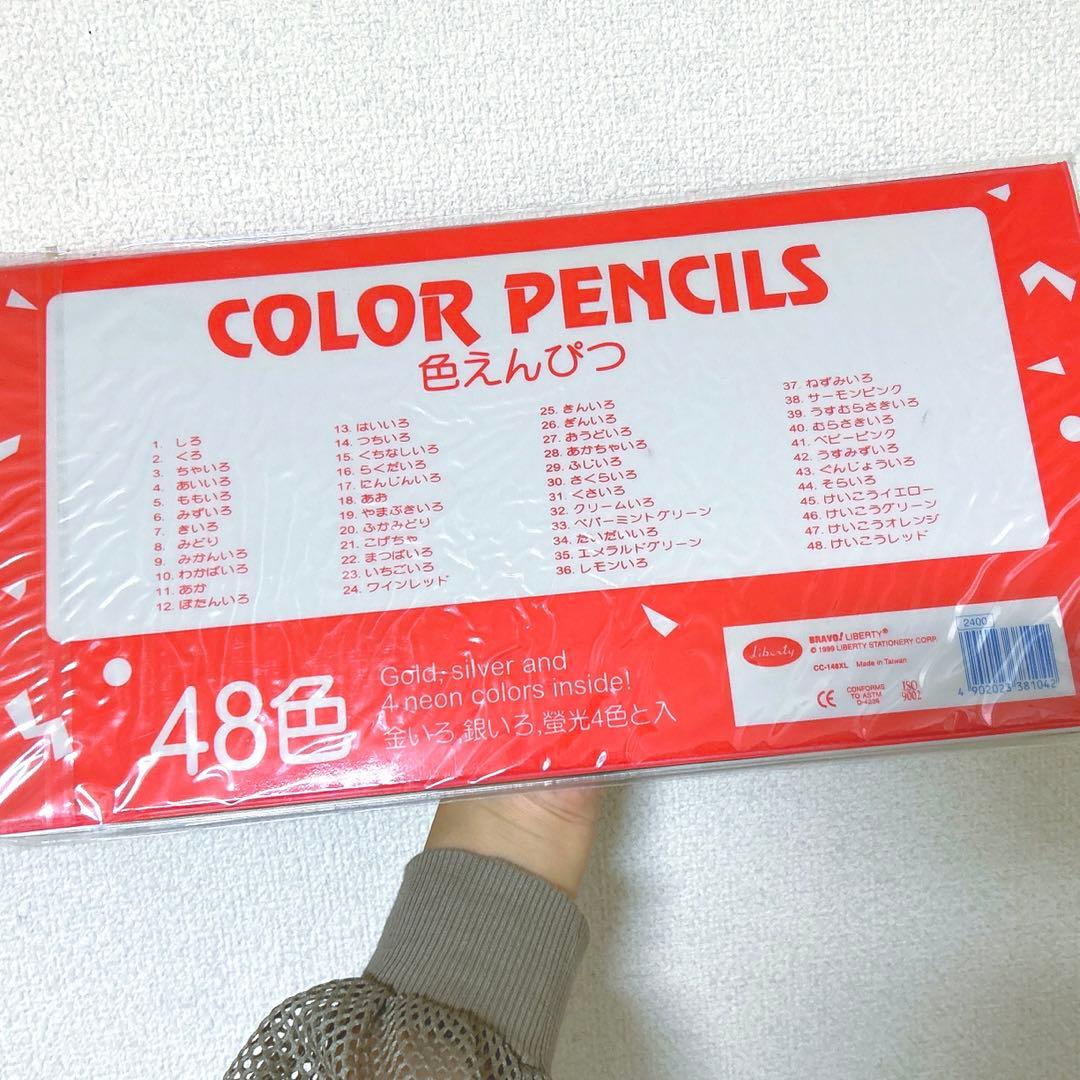 COLOR PENCILS
色えんぴつ
1. しろ
2. くろ
3. ちゃいろ
4. あいいろ
5. ももいろ
6. みずいろ
7. きいろ
8. みどり
9. みかんいろ
10. わかばいろ
11. あか
12. ぼたんいろ
13. はいいろ
14. つちいろ
15. くちなしいろ
16. らくだいろ
17. にんじんいろ
18. あお
19. やまぶきいろ
20. ふかみどり
21. こげちゃ
22. まつばいろ
23. いちごいろ
24. ワインレッド
25. きんいろ
26. ぎんいろ
27. おうどいろ
28. あかちゃいろ
29. ふじいろ
30. さくらいろ
31. くさいろ
32. クリームいろ
33. ペパーミントグリーン
34. だいだいいろ
35. エメラルドグリーン
36. レモンいろ
37. ねずみいろ
38. サーモンピンク
39. うすむらさきいろ
40. むらさきいろ
41. ベビーピンク
42. うすみずいろ
43. ぐんじょういろ
44. そらいろ
45. けいこうイエロー
46. けいこうグリーン
47. けいこうオレンジ
48. けいこうレッド
48色
Gold, silver and
4 neon colors inside!
金いろ,銀いろ,螢光4色と入
Liberty
BRAVO! LIBERTY®
© 1999 LIBERTY STATIONERY CORP.
CC-148XL Made in Taiwan
CE
CONFORMS
TO ASTM
D-4236
ISO
9002
2400
4 902023 381042